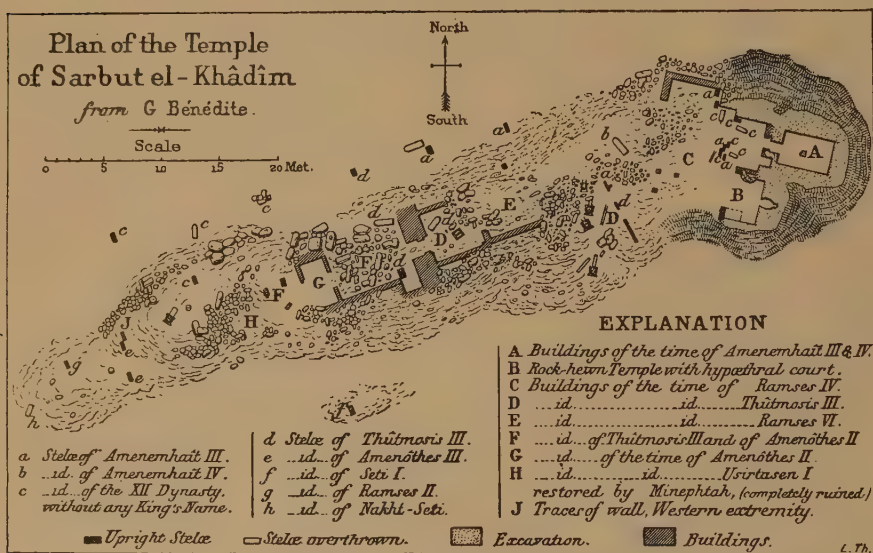 Plan of the Temple
of Sarbut el-Khâdîm
from G Bénédite.
Scale
0 5 10 20 Met.
North
South
EXPLANATION
A Buildings of the time of Amenemhaît III & IV.
B Rock-hewn Temple with hypæthral court.
C Buildings of the time of Ramses IV.
D ....id...............id........Thûtmosis III.
E ....id...............id........Ramses VI.
F ....id....of Thûtmosis III and of Amenôthes II
G ....id.....of the time of Amenôthes II.
H ....id...........id........Usirtasen I
restored by Minephtah, (completely ruined)
J Traces of wall, Western extremity.
a Stelæ of Amenemhaît III.
b ..id. of Amenemhaît IV.
c ..id..of the XII Dynasty,
without any King's Name.
d Stelæ of Thûtmosis III.
e ..id... of Amenôthes III.
f ...id... of Seti I.
g ...id... of Ramses II.
h ...id... of Nakht-Seti.
Upright Stelæ
Stelæ overthrown.
Excavation.
Buildings.
L. Th.
a
c
c
c
A
a
b
a
C
B
a
d
D
E
d
D
d
F
G
F
H
J
c
c
c
c
e
e
g
h
f